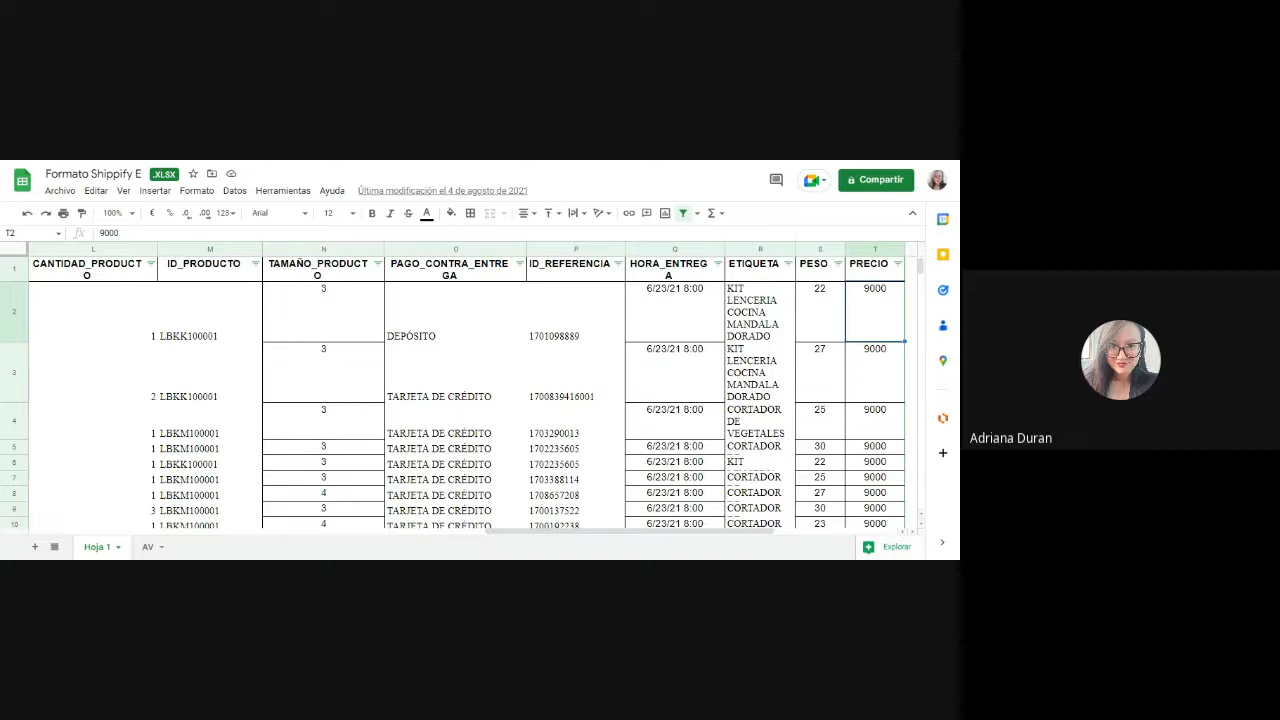 Formato Shippify E .XLSX
Archivo Editar Ver Insertar Formato Datos Herramientas Ayuda Última modificación el 4 de agosto de 2021
Compartir
100% € % .0 .00 123 Arial 12 B I S A Σ
T2 fx 9000
L M N O P Q R S T
1 CANTIDAD_PRODUCTO ID_PRODUCTO TAMAÑO_PRODUCTO PAGO_CONTRA_ENTREGA ID_REFERENCIA HORA_ENTREGA ETIQUETA PESO PRECIO
2 1 LBKK100001 3 DEPÓSITO 1701098889 6/23/21 8:00 KIT LENCERIA COCINA MANDALA DORADO 22 9000
3 2 LBKK100001 3 TARJETA DE CRÉDITO 1700839416001 6/23/21 8:00 KIT LENCERIA COCINA MANDALA DORADO 27 9000
4 1 LBKM100001 3 TARJETA DE CRÉDITO 1703290013 6/23/21 8:00 CORTADOR DE VEGETALES 25 9000
5 1 LBKM100001 3 TARJETA DE CRÉDITO 1702235605 6/23/21 8:00 CORTADOR 30 9000
6 1 LBKK100001 3 TARJETA DE CRÉDITO 1702235605 6/23/21 8:00 KIT 22 9000
7 1 LBKM100001 3 TARJETA DE CRÉDITO 1703388114 6/23/21 8:00 CORTADOR 25 9000
8 1 LBKM100001 4 TARJETA DE CRÉDITO 1708657208 6/23/21 8:00 CORTADOR 27 9000
9 3 LBKM100001 3 TARJETA DE CRÉDITO 1700137522 6/23/21 8:00 CORTADOR 30 9000
10 1 LBKM100001 4 TARJETA DE CRÉDITO 1700192238 6/23/21 8:00 CORTADOR 23 9000
Hoja 1 AV Explorar
Adriana Duran